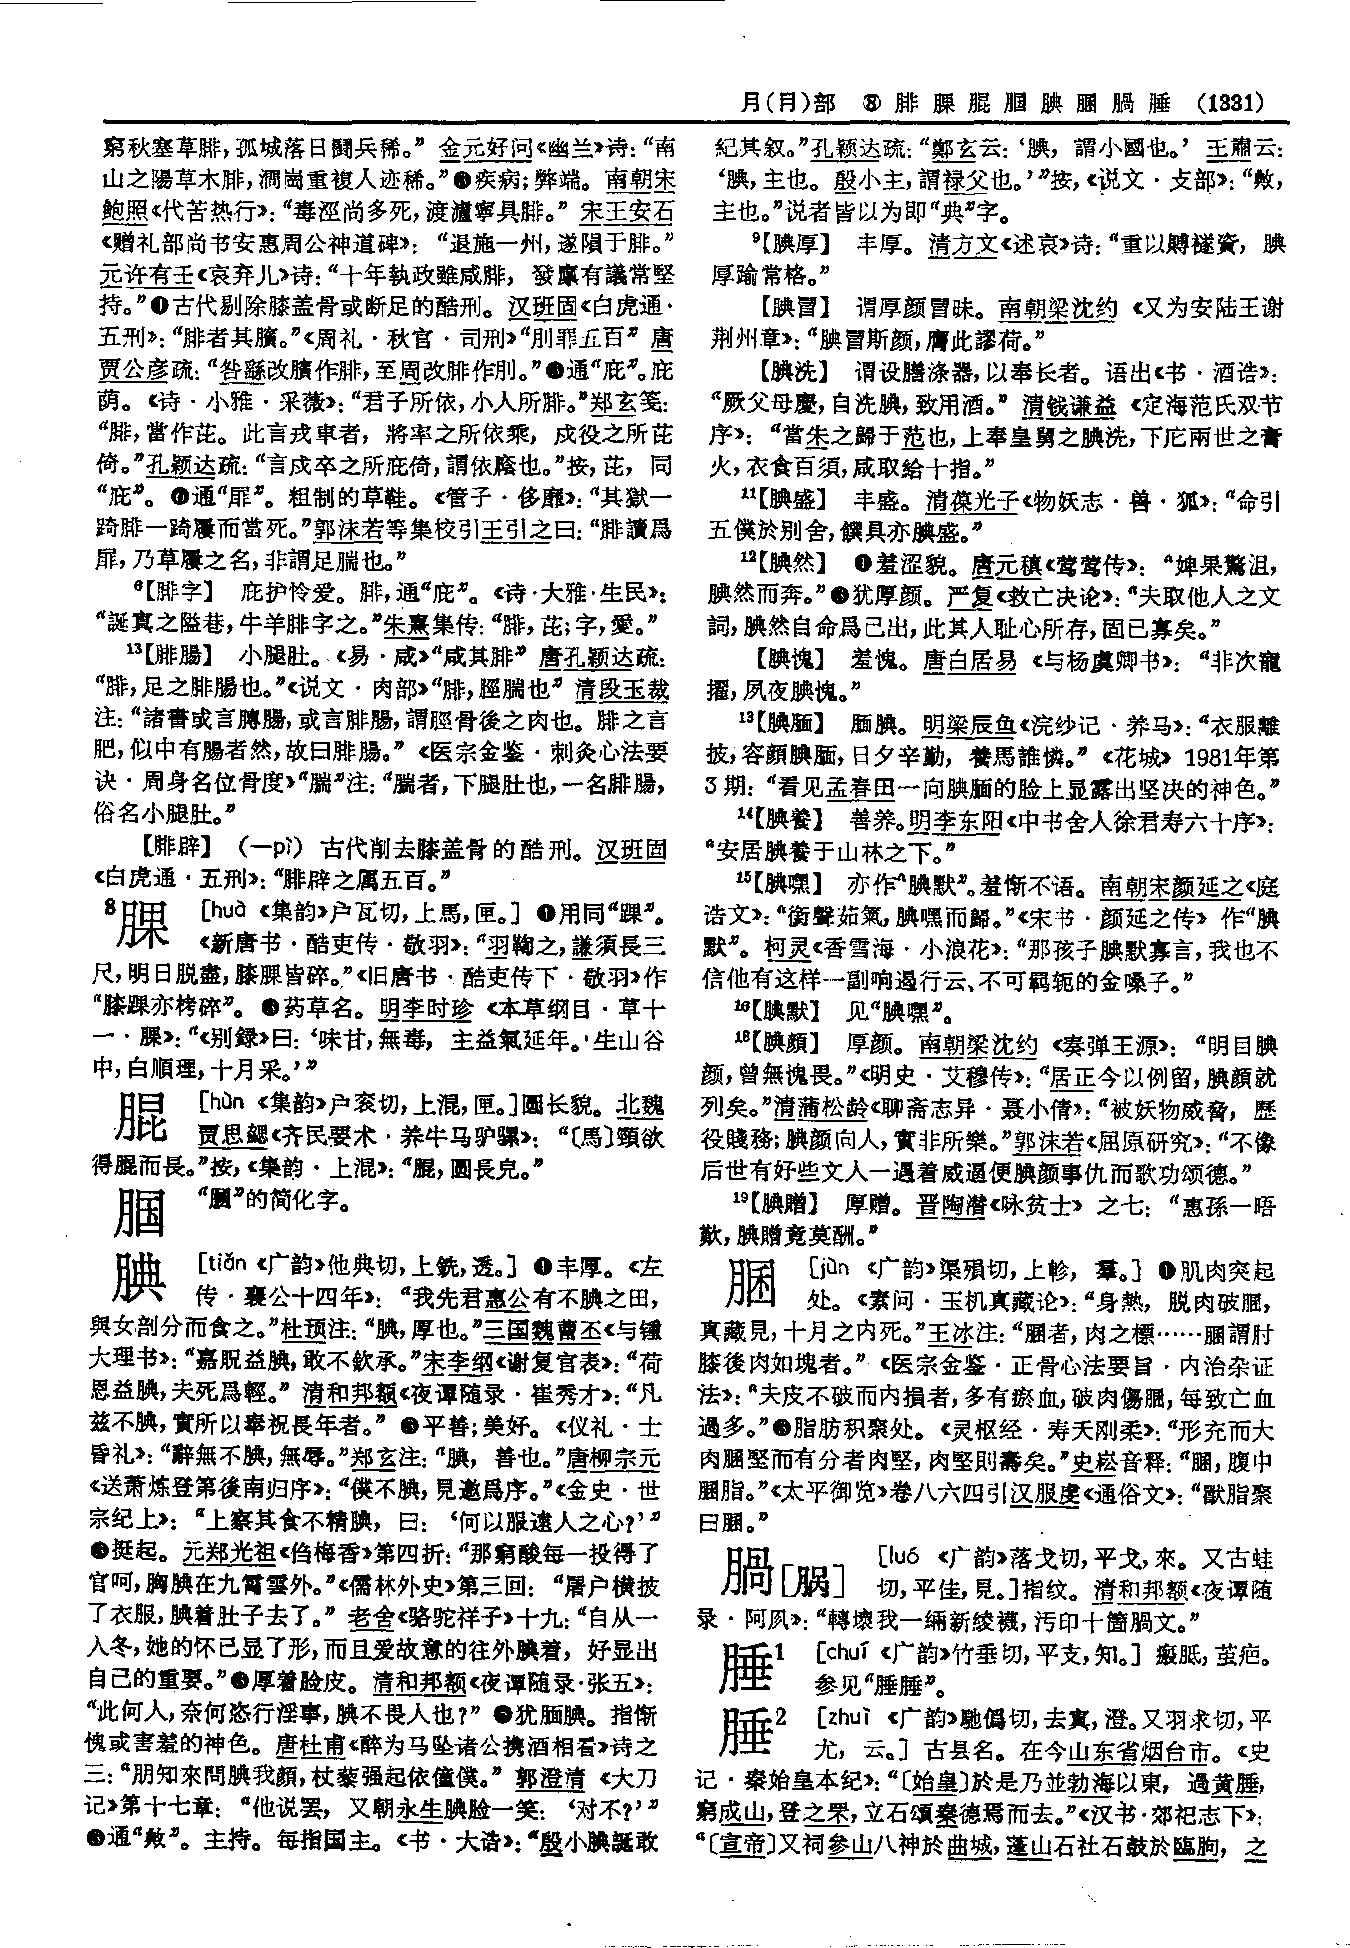 月(⺼)部 ⑧ 腓腂腪腘腆䐃腡腄 (1331)
窮秋塞草腓，孤城落日鬭兵稀。”金元好问《幽兰》诗：“南
山之陽草木腓，澗崗重複人迹稀。”❸疾病；弊端。南朝宋
鲍照《代苦热行》：“毒淫尚多死，渡瀘寧具腓。”宋王安石
《赠礼部尚书安惠周公神道碑》：“退施一州，遂隕于腓。”
元许有壬《哀弃儿》诗：“十年執政雖咸腓，發廪有議常堅
持。”❹古代剔除膝盖骨或断足的酷刑。汉班固《白虎通·
五刑》：“腓者其臏。”《周礼·秋官·司刑》“刖罪五百”唐
贾公彦疏：“咎繇改臏作腓，至周改腓作刖。”❺通“庇”。庇
荫。《诗·小雅·采薇》：“君子所依，小人所腓。”郑玄笺：
“腓，當作芘。此言戎車者，將率之所依乘，戍役之所芘
倚。”孔颖达疏：“言戍卒之所庇倚，謂依廕也。”按，芘，同
“庇”。❻通“屝”。粗制的草鞋。《管子·侈靡》：“其獄一
踦腓一踦屨而當死。”郭沫若等集校引王引之曰：“腓讀爲
屝，乃草屨之名，非謂足腨也。”
⁶【腓字】 庇护怜爱。腓，通“庇”。《诗·大雅·生民》：
“誕寘之隘巷，牛羊腓字之。”朱熹集传：“腓，芘；字，愛。”
¹³【腓腸】 小腿肚。《易·咸》“咸其腓”唐孔颖达疏：
“腓，足之腓腸也。”《说文·肉部》“腓，脛腨也”清段玉裁
注：“諸書或言膊腸，或言腓腸，謂脛骨後之肉也。腓之言
肥，似中有腸者然，故曰腓腸。”《医宗金鉴·刺灸心法要
诀·周身名位骨度》“腨”注：“腨者，下腿肚也，一名腓腸，
俗名小腿肚。”
【腓辟】 （—pì）古代削去膝盖骨的酷刑。汉班固
《白虎通·五刑》：“腓辟之属五百。”
⁸腂 [huà 《集韵》户瓦切，上馬，匣。] ❶用同“踝”。
《新唐书·酷吏传·敬羽》：“羽鞠之，謙須長三
尺，明日脱盡，膝腂皆碎。”《旧唐书·酷吏传下·敬羽》作
“膝踝亦栲碎”。❷药草名。明李时珍《本草纲目·草十
一·腂》：“《别録》曰：‘味甘，無毒，主益氣延年。’生山谷
中，白順理，十月采。’”
腪 [hùn 《集韵》户衮切，上混，匣。]圆长貌。北魏
贾思勰《齐民要术·养牛马驴骡》：“〔馬〕頸欲
得腪而長。”按，《集韵·上混》：“腪，圓長皃。”
腘 “膕”的简化字。
腆 [tiǎn 《广韵》他典切，上銑，透。] ❶丰厚。《左
传·襄公十四年》：“我先君惠公有不腆之田，
與女剖分而食之。”杜预注：“腆，厚也。”三国魏曹丕《与锺
大理书》：“嘉貺益腆，敢不欽承。”宋李纲《谢复官表》：“荷
恩益腆，夫死爲輕。”清和邦额《夜谭随录·崔秀才》：“凡
兹不腆，實所以奉祝長年者。”❷平善；美好。《仪礼·士
昏礼》：“辭無不腆，無辱。”郑玄注：“腆，善也。”唐柳宗元
《送萧炼登第後南归序》：“僕不腆，見邀爲序。”《金史·世
宗纪上》：“上察其食不精腆，曰：‘何以服遠人之心？’”
❸挺起。元郑光祖《㑇梅香》第四折：“那窮酸每一投得了
官呵，胸腆在九霄雲外。”《儒林外史》第三回：“屠户横披
了衣服，腆着肚子去了。”老舍《骆驼祥子》十九：“自从一
入冬，她的怀已显了形，而且爱故意的往外腆着，好显出
自己的重要。”❹厚着脸皮。清和邦额《夜谭随录·张五》：
“此何人，奈何恣行淫事，腆不畏人也？”❺犹腼腆。指惭
愧或害羞的神色。唐杜甫《醉为马坠诸公携酒相看》诗之
三：“朋知來問腆我顔，杖藜强起依僮僕。”郭澄清《大刀
记》第十七章：“他说罢，又朝永生腆脸一笑：‘对不？’”
❻通“敟”。主持。每指国主。《书·大诰》：“殷小腆誕敢
紀其叙。”孔颖达疏：“鄭玄云：‘腆，謂小國也。’王肅云：
‘腆，主也。殷小主，謂禄父也。’”按，《说文·攴部》：“敟，
主也。”说者皆以为即“典”字。
⁹【腆厚】 丰厚。清方文《述哀》诗：“重以賻襚資，腆
厚踰常格。”
【腆冒】 谓厚颜冒昧。南朝梁沈约《又为安陆王谢
荆州章》：“腆冒斯颜，膺此謬荷。”
【腆洗】 谓设膳涤器，以奉长者。语出《书·酒诰》：
“厥父母慶，自洗腆，致用酒。”清钱谦益《定海范氏双节
序》：“當朱之歸于范也，上奉皇舅之腆洗，下庀兩世之膏
火，衣食百須，咸取給十指。”
¹¹【腆盛】 丰盛。清葆光子《物妖志·兽·狐》：“命引
五僕於别舍，饌具亦腆盛。”
¹²【腆然】 ❶羞涩貌。唐元稹《莺莺传》：“婢果驚沮，
腆然而奔。”❷犹厚颜。严复《救亡决论》：“夫取他人之文
詞，腆然自命爲己出，此其人耻心所存，固已寡矣。”
【腆愧】 羞愧。唐白居易《与杨虞卿书》：“非次寵
擢，夙夜腆愧。”
¹³【腆腼】 腼腆。明梁辰鱼《浣纱记·养马》：“衣服離
披，容顔腆腼，日夕辛勤，養馬誰憐。”《花城》1981年第
3期：“看见孟春田一向腆腼的脸上显露出坚决的神色。”
¹⁴【腆養】 善养。明李东阳《中书舍人徐君寿六十序》：
“安居腆養于山林之下。”
¹⁵【腆嘿】 亦作“腆默”。羞惭不语。南朝宋颜延之《庭
诰文》：“銜聲茹氣，腆嘿而歸。”《宋书·颜延之传》作“腆
默”。柯灵《香雪海·小浪花》：“那孩子腆默寡言，我也不
信他有这样一副响遏行云、不可羁轭的金嗓子。”
¹⁶【腆默】 见“腆嘿”。
¹⁸【腆顔】 厚颜。南朝梁沈约《奏弹王源》：“明目腆
颜，曾無愧畏。”《明史·艾穆传》：“居正今以例留，腆顔就
列矣。”清蒲松龄《聊斋志异·聂小倩》：“被妖物威脅，歷
役賤務；腆颜向人，實非所樂。”郭沫若《屈原研究》：“不像
后世有好些文人一遇着威逼便腆颜事仇而歌功颂德。”
¹⁹【腆贈】 厚赠。晋陶潜《咏贫士》之七：“惠孫一晤
歎，腆贈竟莫酬。”
䐃 [jùn 《广韵》渠殞切，上軫，羣。] ❶肌肉突起
处。《素问·玉机真藏论》：“身熱，脱肉破䐃，
真藏見，十月之内死。”王冰注：“䐃者，肉之標……䐃謂肘
膝後肉如塊者。”《医宗金鉴·正骨心法要旨·内治杂证
法》：“夫皮不破而内損者，多有瘀血，破肉傷䐃，每致亡血
過多。”❷脂肪积聚处。《灵枢经·寿夭刚柔》：“形充而大
肉䐃堅而有分者肉堅，肉堅則壽矣。”史崧音释：“䐃，腹中
䐃脂。”《太平御览》卷八六四引汉服虔《通俗文》：“獸脂聚
曰䐃。”
腡[脶] [luó 《广韵》落戈切，平戈，來。又古蛙
切，平佳，見。]指纹。清和邦额《夜谭随
录·阿凤》：“轉壞我一緉新綾襪，汚印十箇腡文。”
腄¹ [chuí 《广韵》竹垂切，平支，知。] 瘢胝，茧疤。
参见“腄腄”。
腄² [zhuì 《广韵》馳僞切，去寘，澄。又羽求切，平
尤，云。] 古县名。在今山东省烟台市。《史
记·秦始皇本纪》：“〔始皇〕於是乃並勃海以東，過黄腄，
窮成山，登之罘，立石頌秦德焉而去。”《汉书·郊祀志下》：
“〔宣帝〕又祠參山八神於曲城，蓬山石社石鼓於臨朐，之